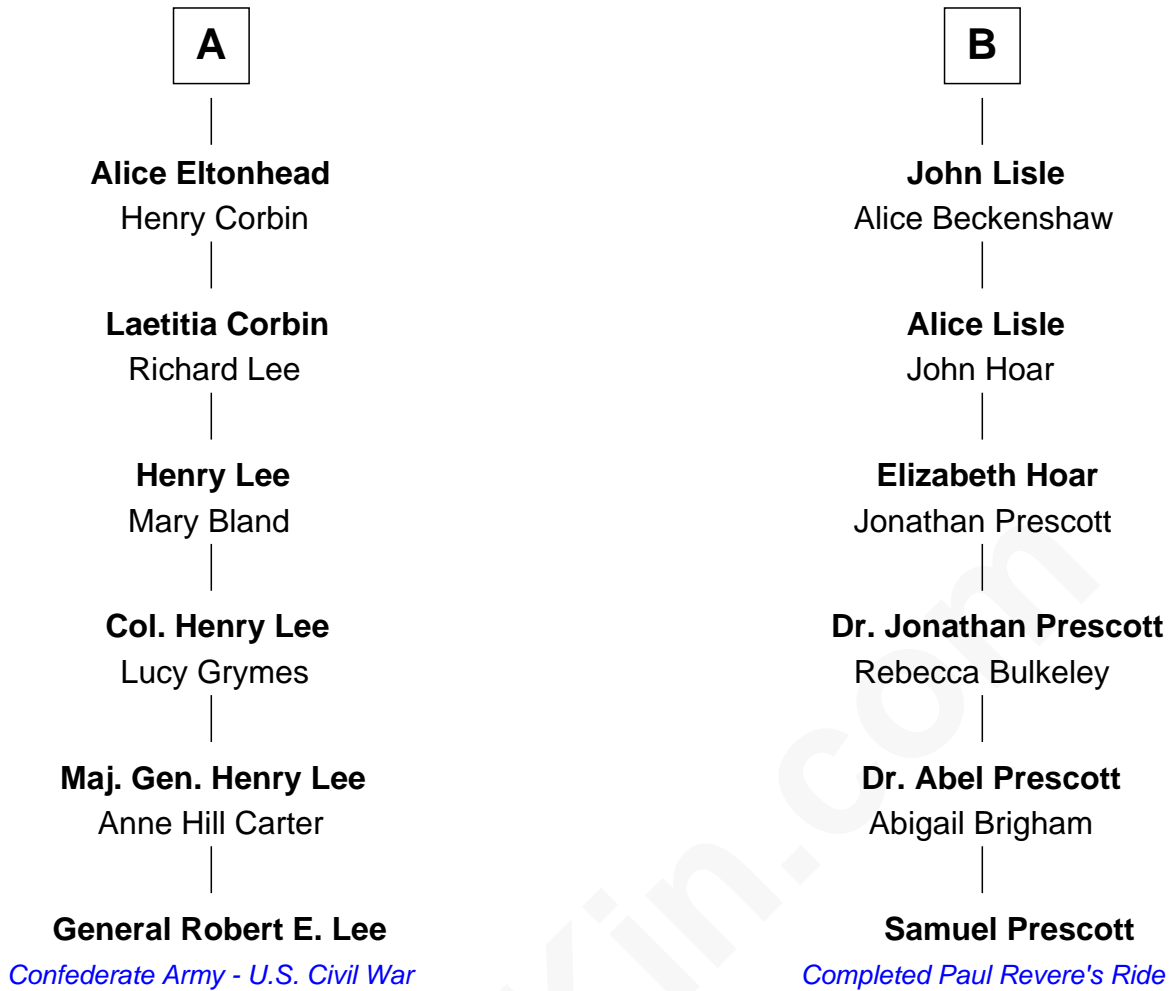 A
Alice Eltonhead
Henry Corbin
Laetitia Corbin
Richard Lee
Henry Lee
Mary Bland
Col. Henry Lee
Lucy Grymes
Maj. Gen. Henry Lee
Anne Hill Carter
General Robert E. Lee
Confederate Army - U.S. Civil War
B
John Lisle
Alice Beckenshaw
Alice Lisle
John Hoar
Elizabeth Hoar
Jonathan Prescott
Dr. Jonathan Prescott
Rebecca Bulkeley
Dr. Abel Prescott
Abigail Brigham
Samuel Prescott
Completed Paul Revere's Ride